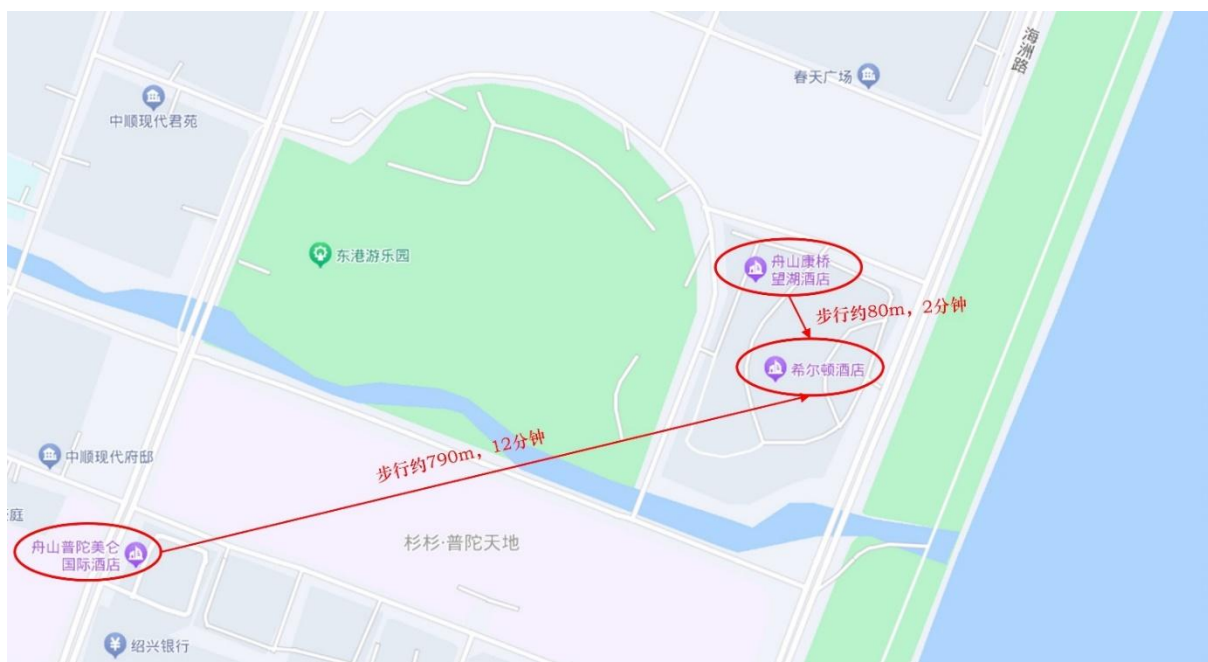 海洲路
春天广场
中顺现代君苑
东港游乐园
舟山康桥
望湖酒店
步行约80m，2分钟
希尔顿酒店
步行约790m，12分钟
中顺现代府邸
庭
杉杉·普陀天地
舟山普陀美仑
国际酒店
绍兴银行